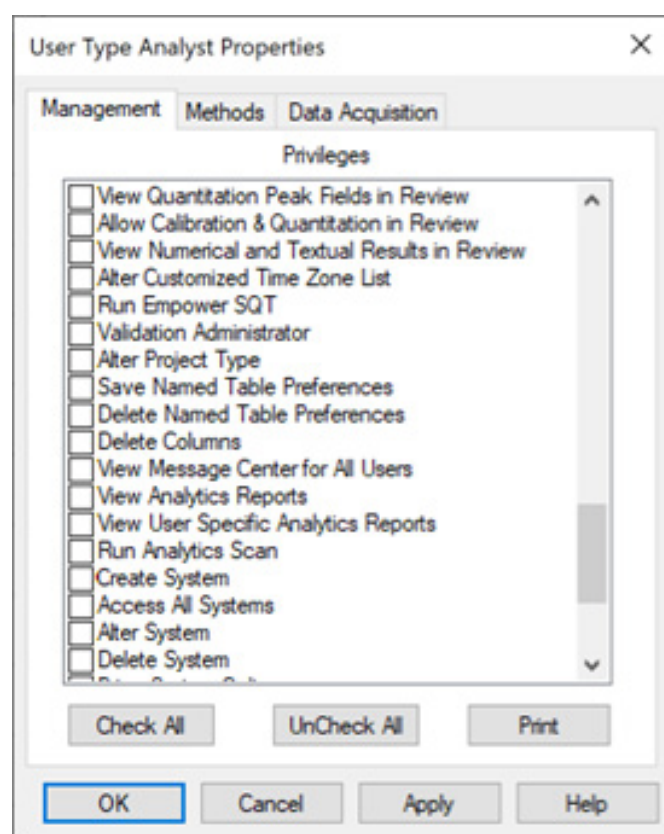 User Type Analyst Properties
Management Methods Data Acquisition
Privileges
View Quantitation Peak Fields in Review
Allow Calibration & Quantitation in Review
View Numerical and Textual Results in Review
Alter Customized Time Zone List
Run Empower SQT
Validation Administrator
Alter Project Type
Save Named Table Preferences
Delete Named Table Preferences
Delete Columns
View Message Center for All Users
View Analytics Reports
View User Specific Analytics Reports
Run Analytics Scan
Create System
Access All Systems
Alter System
Delete System
Check All UnCheck All Print
OK Cancel Apply Help